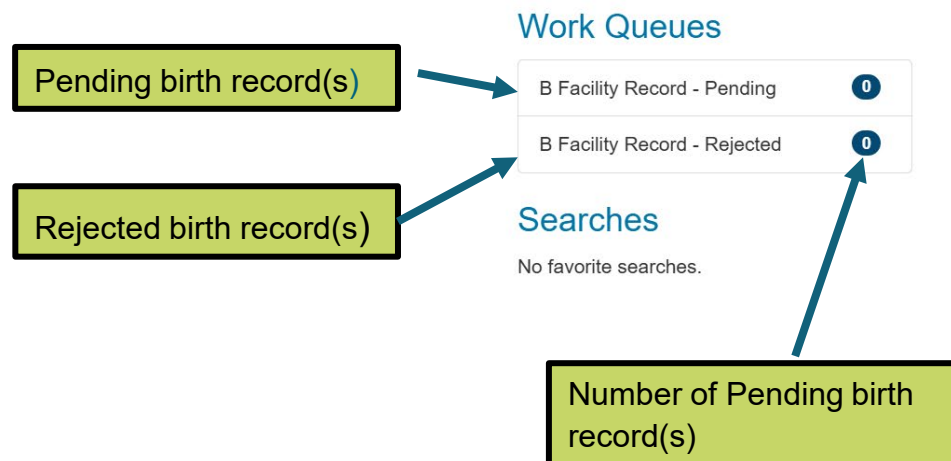 Work Queues
Pending birth record(s)
B Facility Record - Pending 0
B Facility Record - Rejected 0
Rejected birth record(s)
Searches
No favorite searches.
Number of Pending birth
record(s)